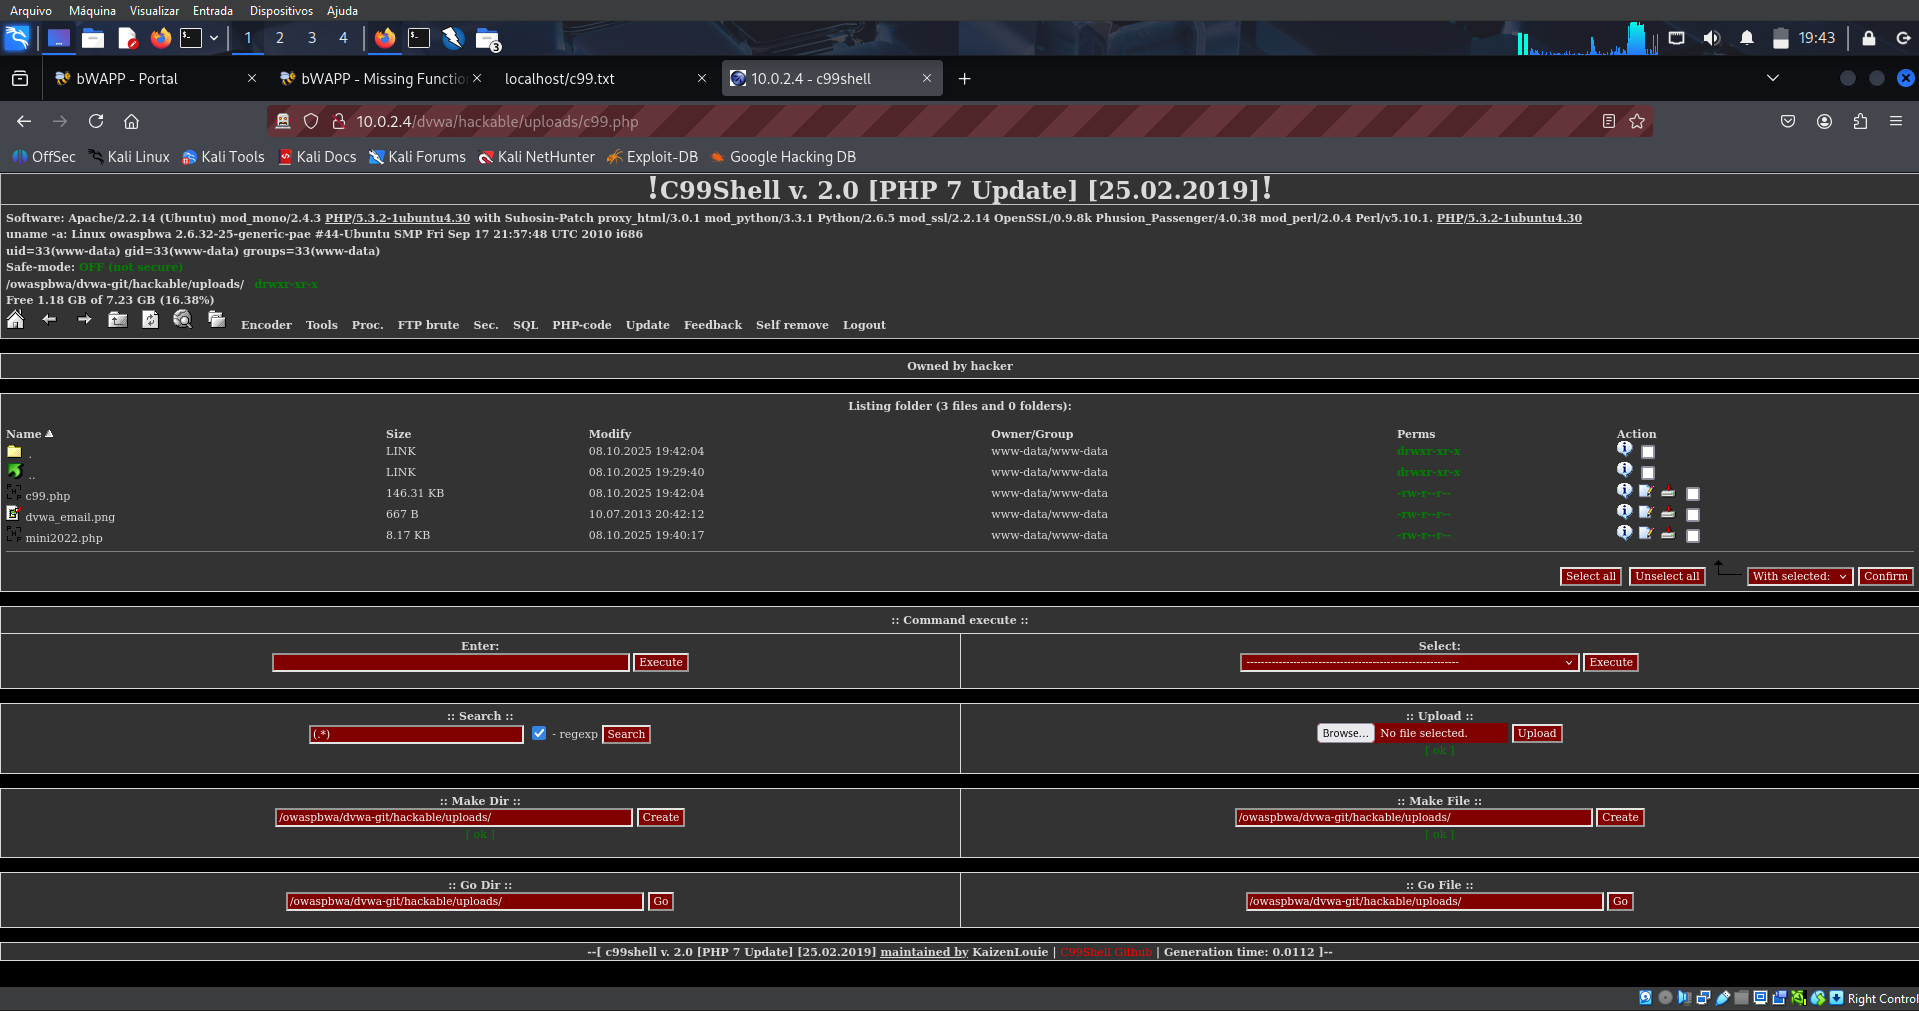 Arquivo Máquina Visualizar Entrada Dispositivos Ajuda
1 2 3 4 3 19:43
bWAPP - Portal bWAPP - Missing Functio localhost/c99.txt 10.0.2.4 - c99shell
10.0.2.4/dvwa/hackable/uploads/c99.php
OffSec Kali Linux Kali Tools Kali Docs Kali Forums Kali NetHunter Exploit-DB Google Hacking DB
!C99Shell v. 2.0 [PHP 7 Update] [25.02.2019]!
Software: Apache/2.2.14 (Ubuntu) mod_mono/2.4.3 PHP/5.3.2-1ubuntu4.30 with Suhosin-Patch proxy_html/3.0.1 mod_python/3.3.1 Python/2.6.5 mod_ssl/2.2.14 OpenSSL/0.9.8k Phusion_Passenger/4.0.38 mod_perl/2.0.4 Perl/v5.10.1. PHP/5.3.2-1ubuntu4.30
uname -a: Linux owaspbwa 2.6.32-25-generic-pae #44-Ubuntu SMP Fri Sep 17 21:57:48 UTC 2010 i686
uid=33(www-data) gid=33(www-data) groups=33(www-data)
Safe-mode: OFF (not secure)
/owaspbwa/dvwa-git/hackable/uploads/ drwxr-xr-x
Free 1.18 GB of 7.23 GB (16.38%)
Encoder Tools Proc. FTP brute Sec. SQL PHP-code Update Feedback Self remove Logout
Owned by hacker
Listing folder (3 files and 0 folders):
Name Size Modify Owner/Group Perms Action
. LINK 08.10.2025 19:42:04 www-data/www-data drwxr-xr-x
.. LINK 08.10.2025 19:29:40 www-data/www-data drwxr-xr-x
c99.php 146.31 KB 08.10.2025 19:42:04 www-data/www-data -rw-r--r--
dvwa_email.png 667 B 10.07.2013 20:42:12 www-data/www-data -rw-r--r--
mini2022.php 8.17 KB 08.10.2025 19:40:17 www-data/www-data -rw-r--r--
Select all Unselect all With selected: Confirm
:: Command execute ::
Enter: Select:
Execute ------------------------------------------------------------ Execute
:: Search :: :: Upload ::
(.*) - regexp Search Browse... No file selected. Upload
[ ok ]
:: Make Dir :: :: Make File ::
/owaspbwa/dvwa-git/hackable/uploads/ Create /owaspbwa/dvwa-git/hackable/uploads/ Create
[ ok ] [ ok ]
:: Go Dir :: :: Go File ::
/owaspbwa/dvwa-git/hackable/uploads/ Go /owaspbwa/dvwa-git/hackable/uploads/ Go
--[ c99shell v. 2.0 [PHP 7 Update] [25.02.2019] maintained by KaizenLouie | C99Shell Github | Generation time: 0.0112 ]--
Right Control